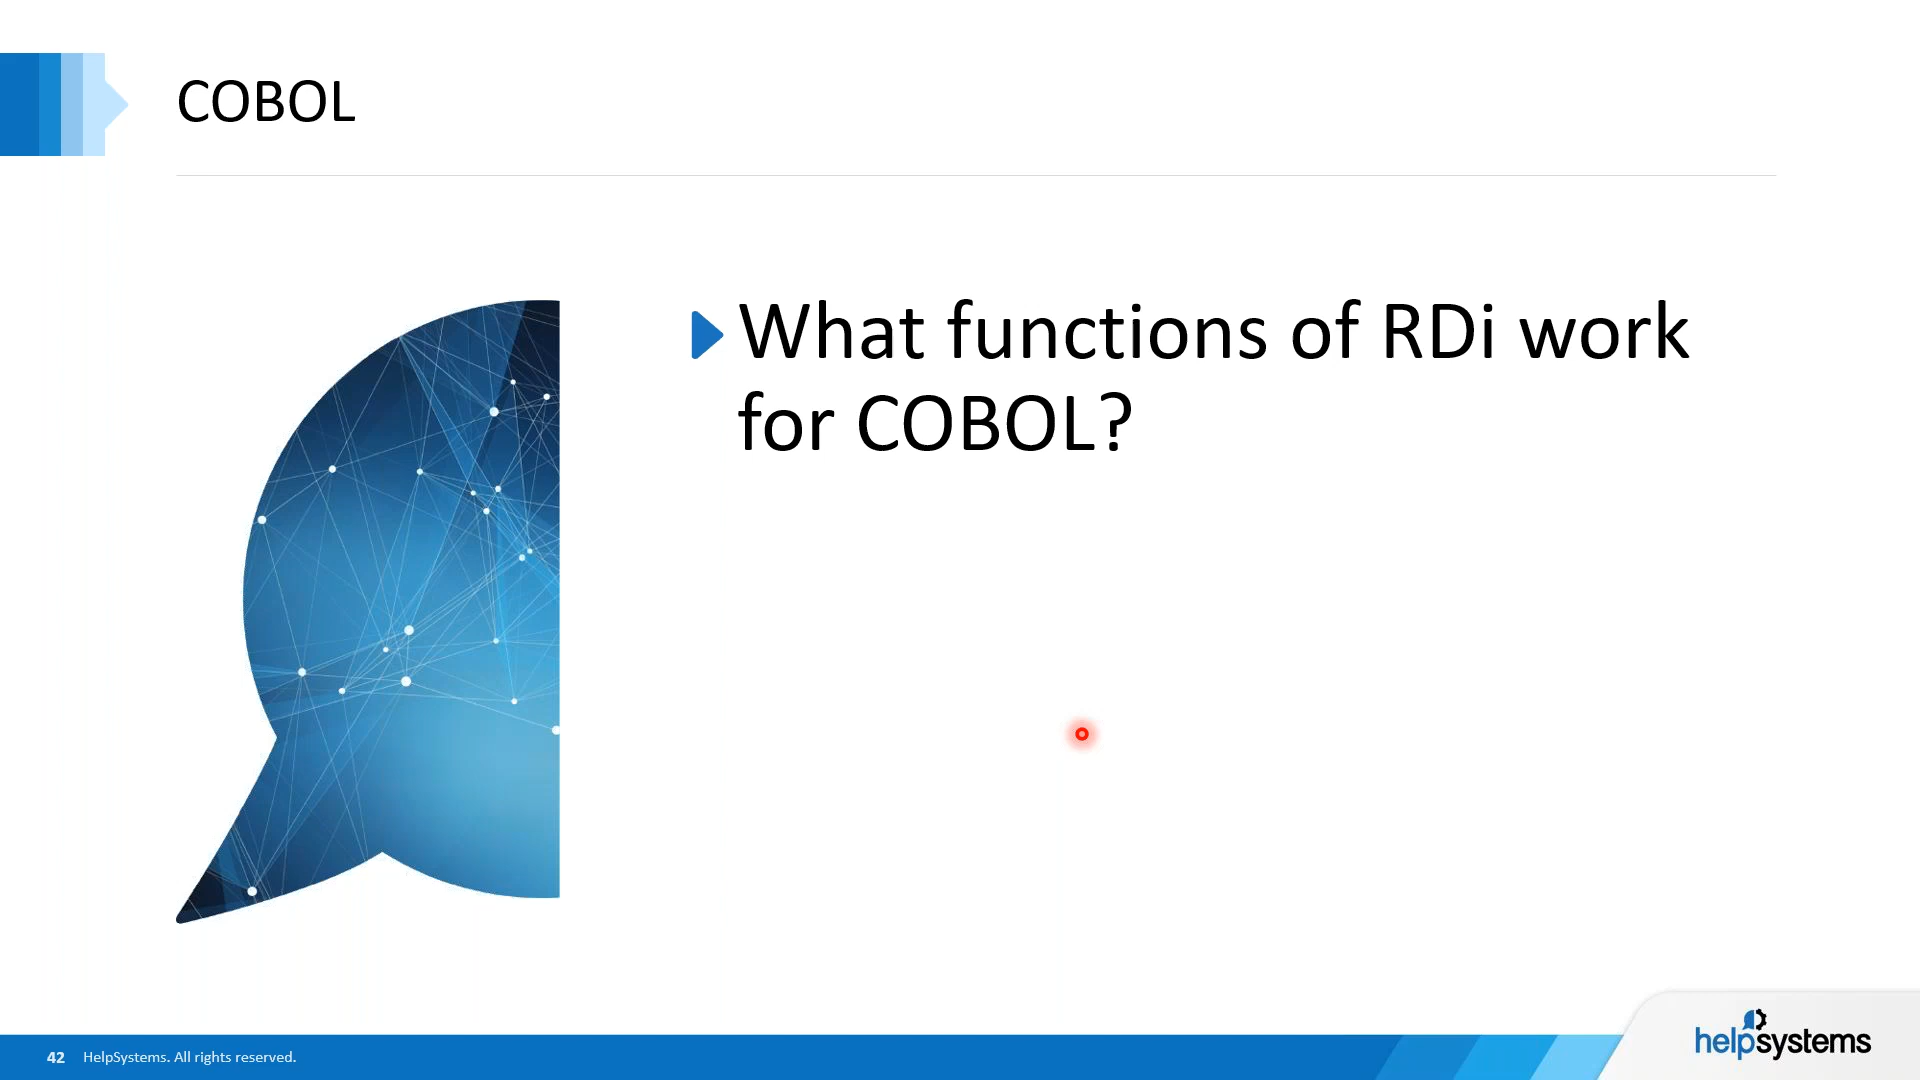 COBOL
What functions of RDi work
for COBOL?
42 HelpSystems. All rights reserved.
helpsystems